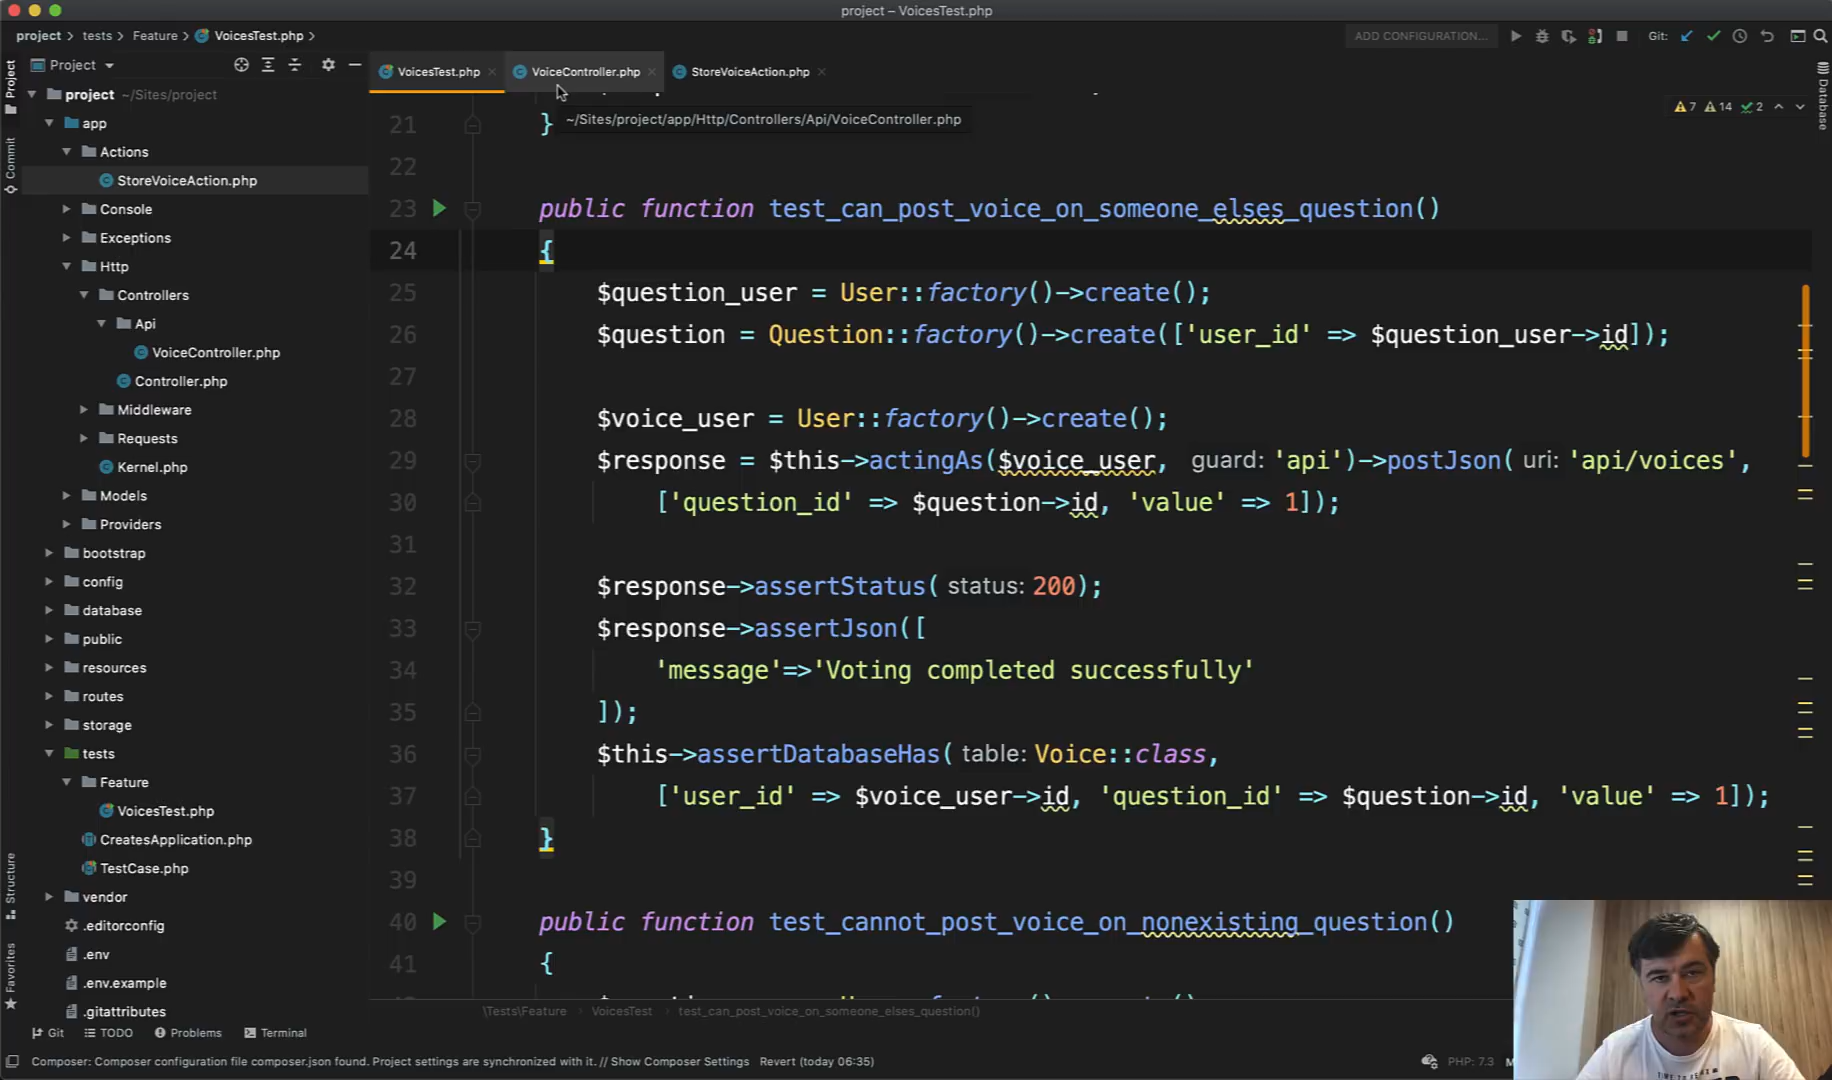 project – VoicesTest.php
project › tests › Feature › VoicesTest.php ›
ADD CONFIGURATION...
Git:
Project
VoicesTest.php
VoiceController.php
StoreVoiceAction.php
~/Sites/project/app/Http/Controllers/Api/VoiceController.php
7 14 2
Project
Commit
Structure
Favorites
Database
project ~/Sites/project
app
Actions
StoreVoiceAction.php
Console
Exceptions
Http
Controllers
Api
VoiceController.php
Controller.php
Middleware
Requests
Kernel.php
Models
Providers
bootstrap
config
database
public
resources
routes
storage
tests
Feature
VoicesTest.php
CreatesApplication.php
TestCase.php
vendor
.editorconfig
.env
.env.example
.gitattributes
21 }
22
23 public function test_can_post_voice_on_someone_elses_question()
24 {
25 $question_user = User::factory()->create();
26 $question = Question::factory()->create(['user_id' => $question_user->id]);
27
28 $voice_user = User::factory()->create();
29 $response = $this->actingAs($voice_user, guard: 'api')->postJson( uri: 'api/voices',
30 ['question_id' => $question->id, 'value' => 1]);
31
32 $response->assertStatus( status: 200);
33 $response->assertJson([
34 'message'=>'Voting completed successfully'
35 ]);
36 $this->assertDatabaseHas( table: Voice::class,
37 ['user_id' => $voice_user->id, 'question_id' => $question->id, 'value' => 1]);
38 }
39
40 public function test_cannot_post_voice_on_nonexisting_question()
41 {
\Tests\Feature › VoicesTest › test_can_post_voice_on_someone_elses_question()
Git TODO Problems Terminal
Composer: Composer configuration file composer.json found. Project settings are synchronized with it. // Show Composer Settings Revert (today 06:35)
PHP: 7.3